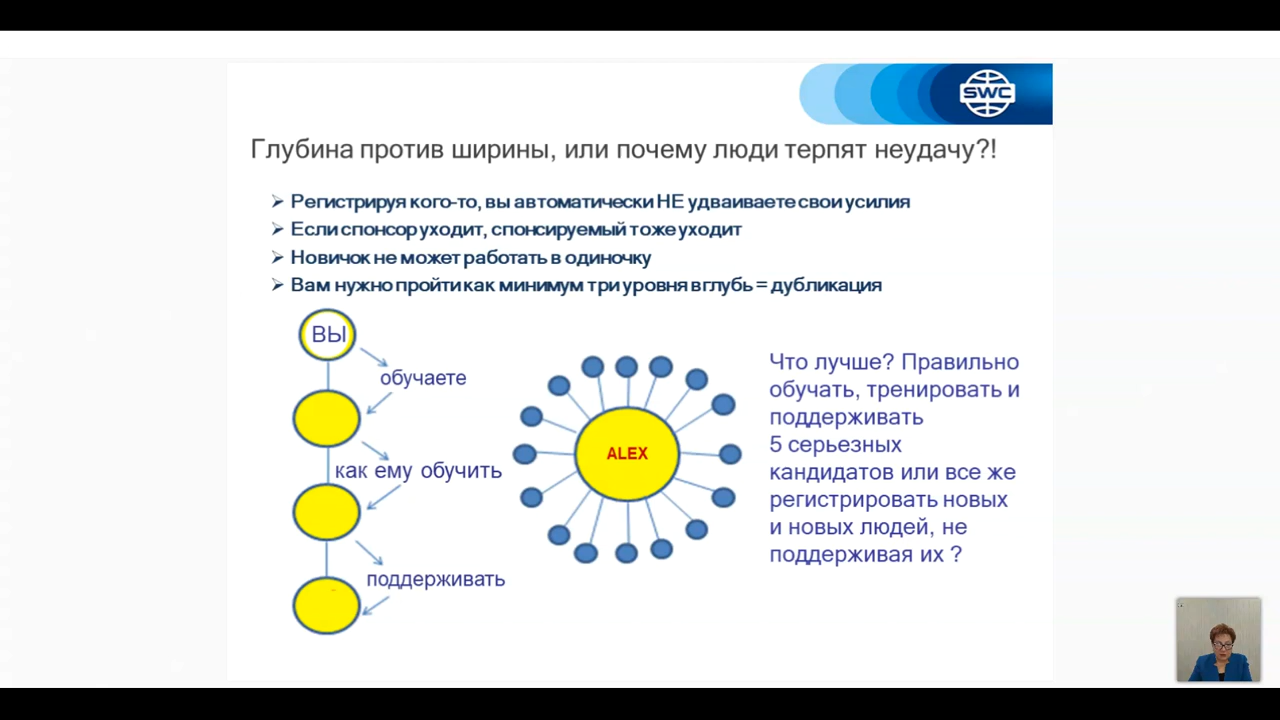 SWC
Глубина против ширины, или почему люди терпят неудачу?!
Регистрируя кого-то, вы автоматически НЕ удваиваете свои усилия
Если спонсор уходит, спонсируемый тоже уходит
Новичок не может работать в одиночку
Вам нужно пройти как минимум три уровня вглубь = дубликация
ВЫ
обучаете
как ему обучить
поддерживать
ALEX
Что лучше? Правильно
обучать, тренировать и
поддерживать
5 серьезных
кандидатов или все же
регистрировать новых
и новых людей, не
поддерживая их ?